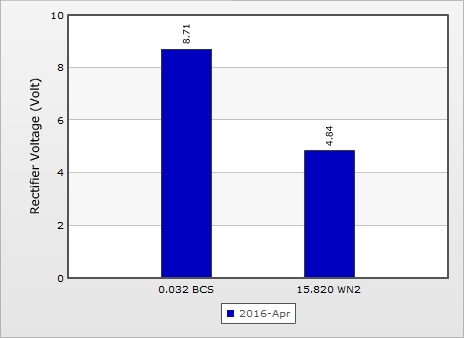 10
8.71
8
Rectifier Voltage (Volt)
6
4.84
4
2
0
0.032 BCS
15.820 WN2
2016-Apr